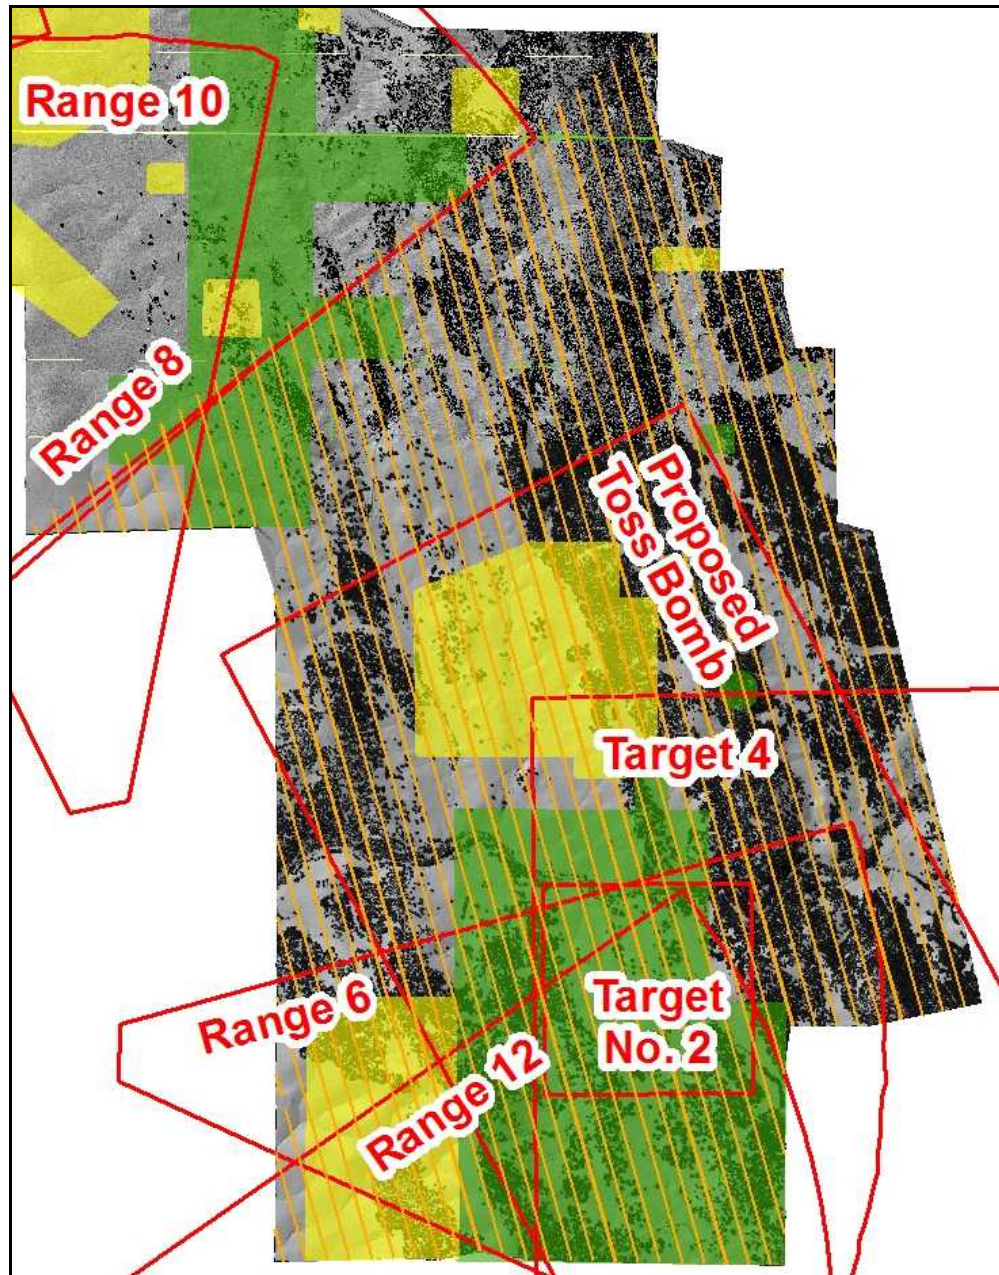 Range 10
Range 8
Proposed
Toss Bomb
Target 4
Range 6
Target
No. 2
Range 12